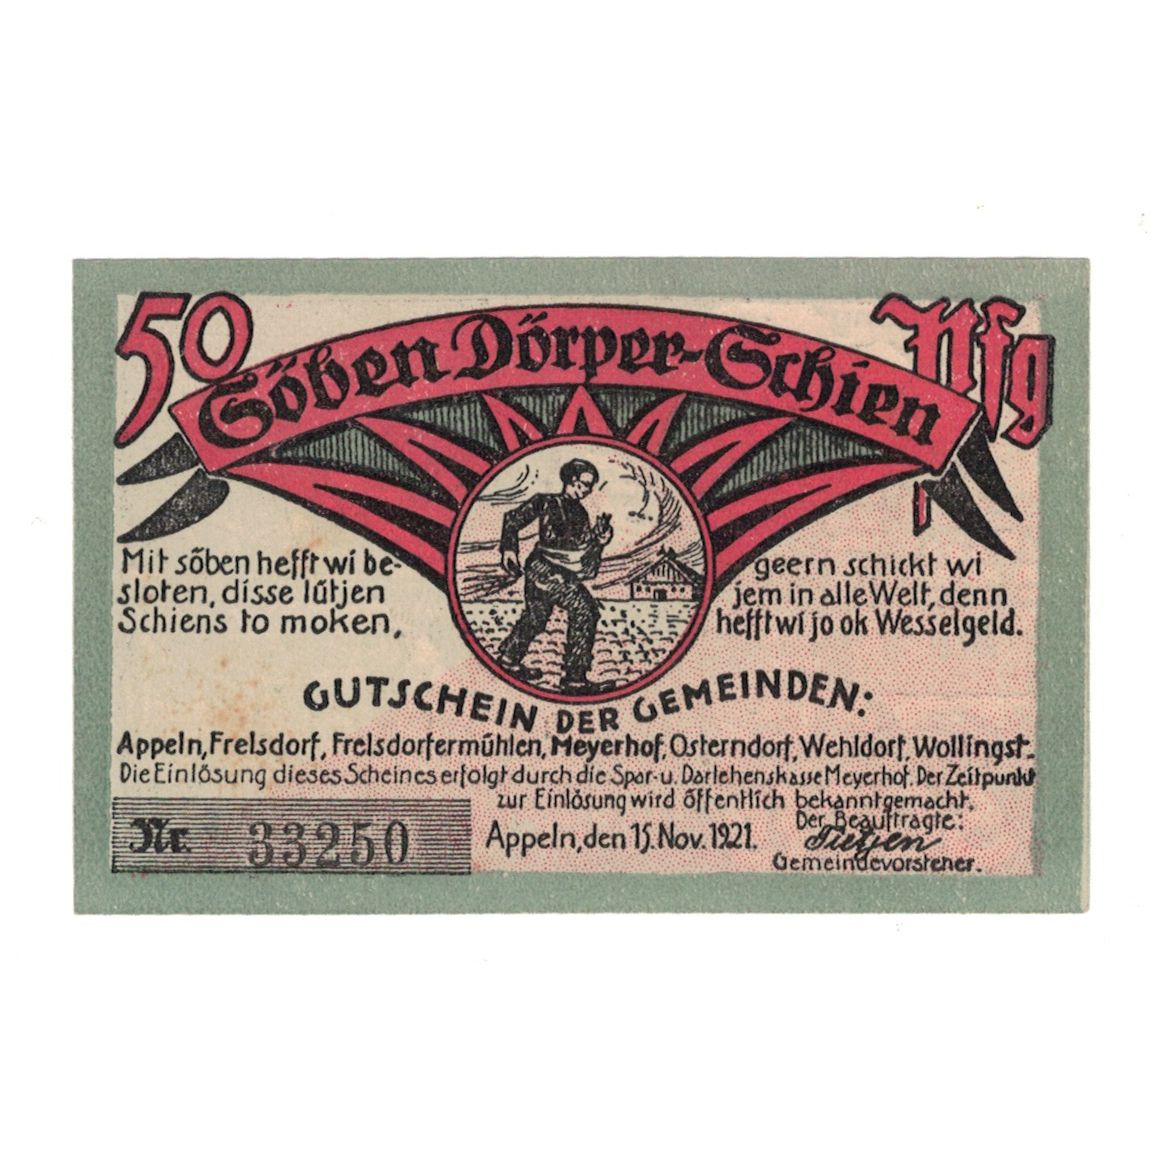 50 Pfg
Söben Dörper-Schien
Mit söben hefft wi be-
sloten, disse lütjen
Schiens to moken,
geern schickt wi
jem in alle Welt, denn
hefft wi jo ok Wesselgeld.
GUTSCHEIN DER GEMEINDEN:
Appeln, Frelsdorf, Frelsdorfermühlen, Meyerhof, Osterndorf, Wehldorf, Wollingst.
Die Einlösung dieses Scheines erfolgt durch die Spar- u. Darlehenskasse Meyerhof. Der Zeitpunkt
zur Einlösung wird öffentlich bekanntgemacht.
Nr. 33250
Appeln, den 15. Nov. 1921.
Der Beauftragte:
Tietjen
Gemeindevorsteher.